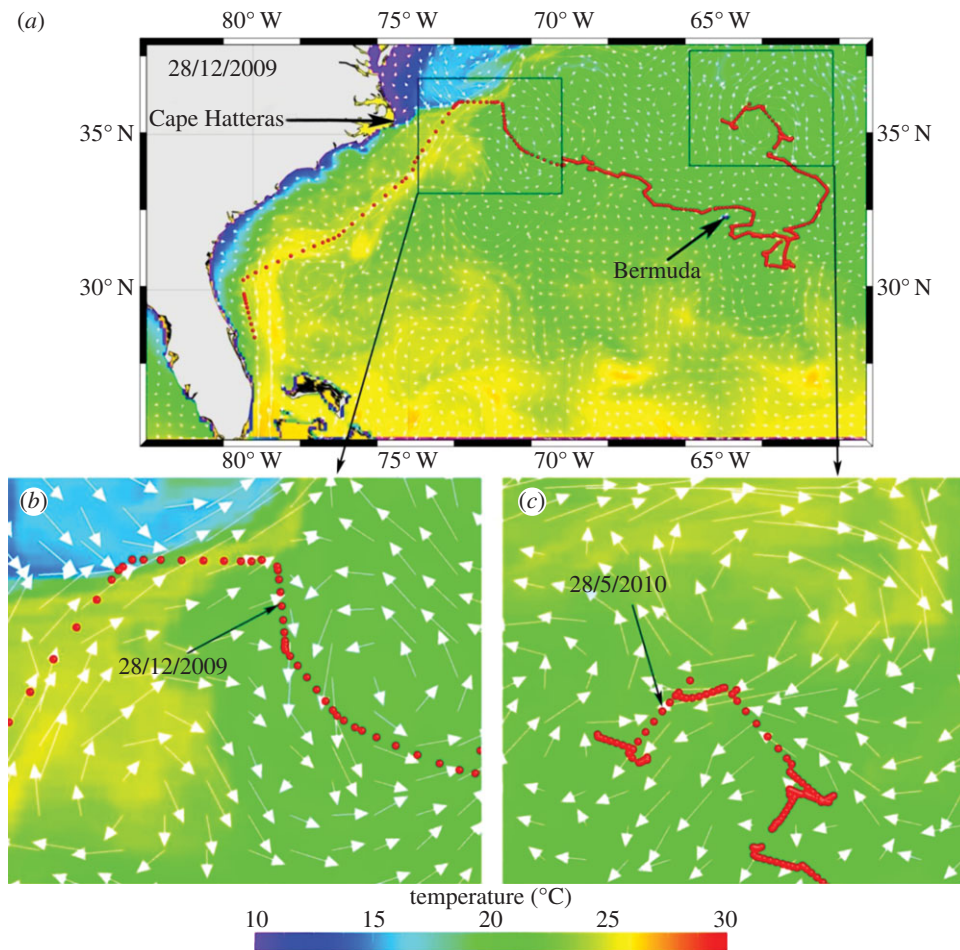 (a)
80° W 75° W 70° W 65° W
28/12/2009
Cape Hatteras
35° N 35° N
Bermuda
30° N 30° N
80° W 75° W 70° W 65° W
(b) (c)
28/5/2010
28/12/2009
temperature (°C)
10 15 20 25 30